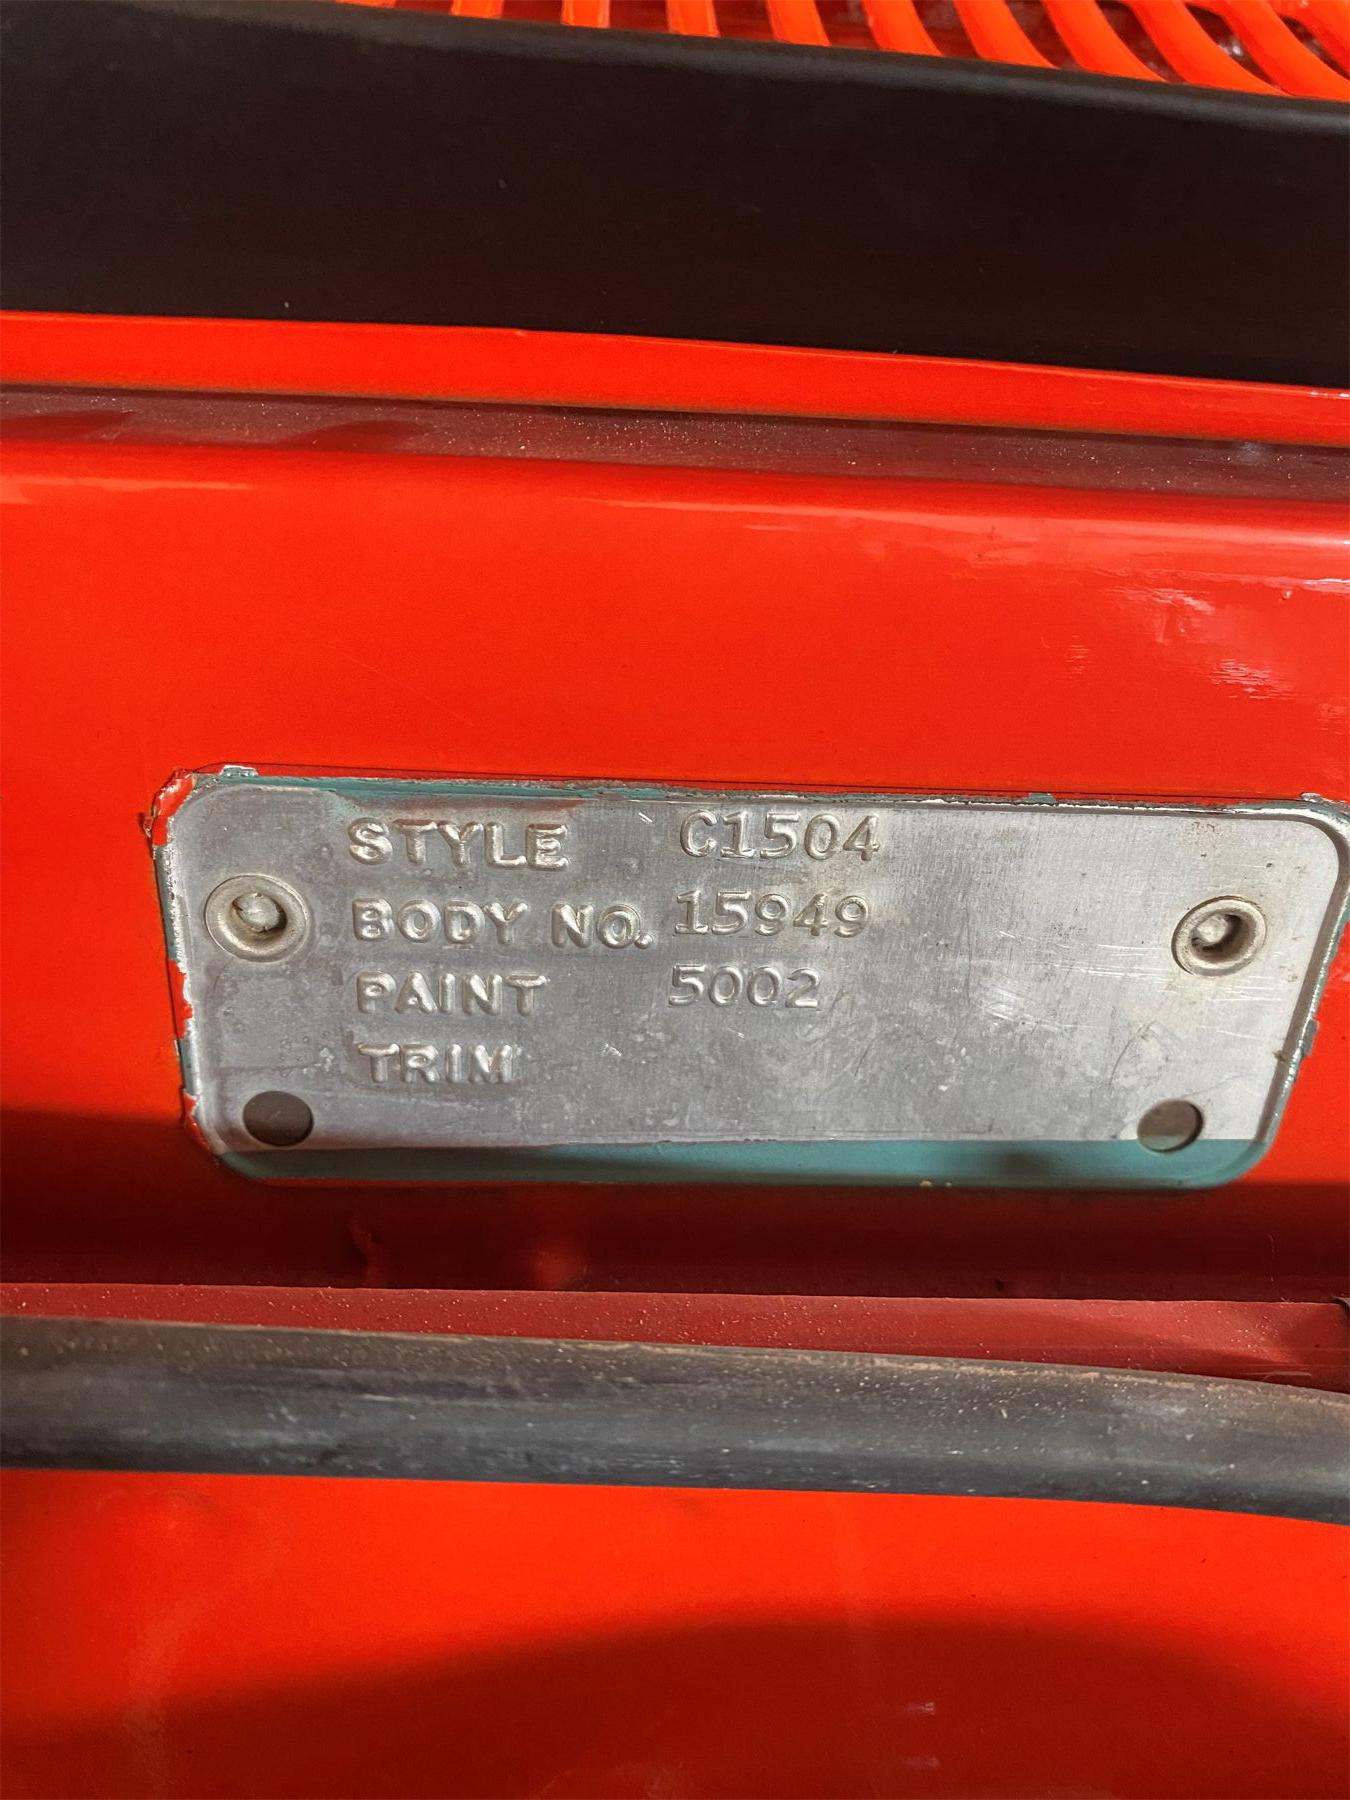 STYLE C1504
BODY NO. 15949
PAINT 5002
TRIM